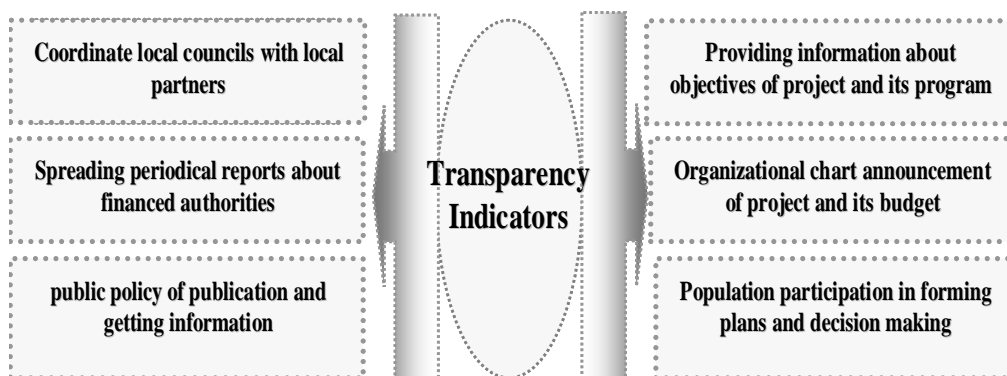 Coordinate local councils with local
partners
Spreading periodical reports about
financed authorities
public policy of publication and
getting information
Transparency
Indicators
Providing information about
objectives of project and its program
Organizational chart announcement
of project and its budget
Population participation in forming
plans and decision making